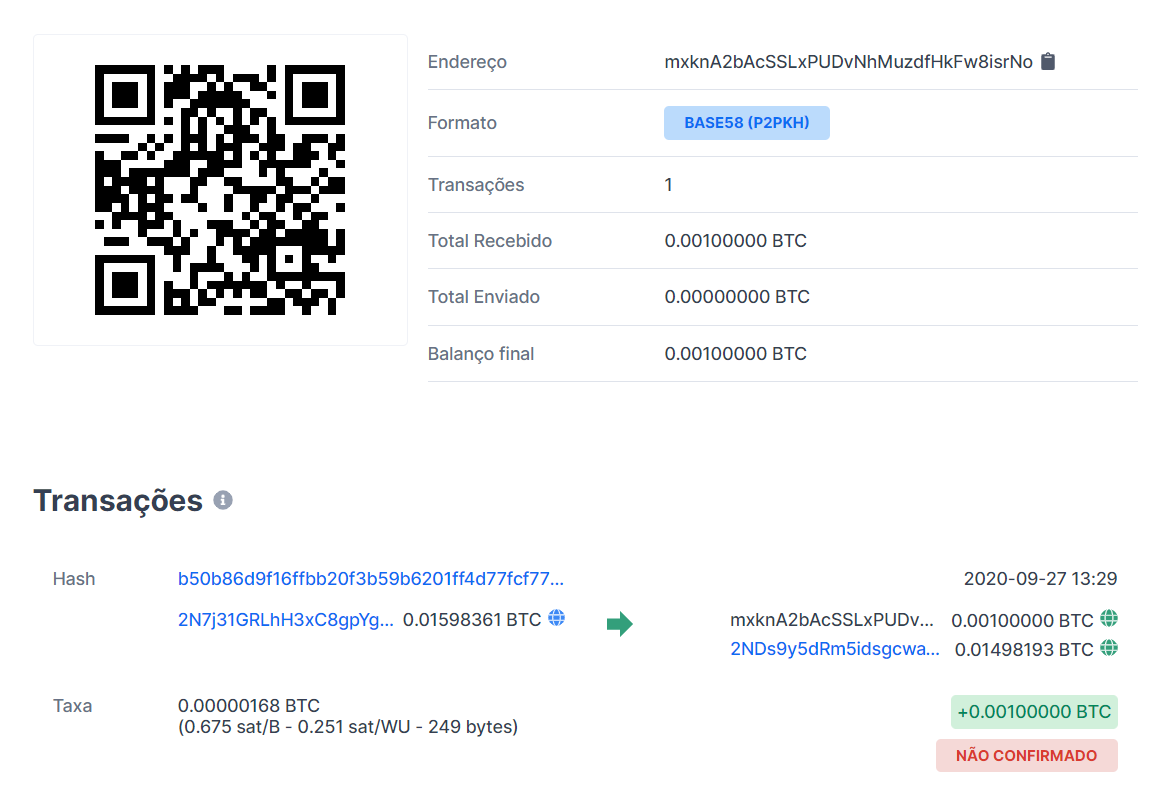 Endereço mxknA2bAcSSLxPUDvNhMuzdfHkFw8isrNo
Formato BASE58 (P2PKH)
Transações 1
Total Recebido 0.00100000 BTC
Total Enviado 0.00000000 BTC
Balanço final 0.00100000 BTC
Transações
Hash b50b86d9f16ffbb20f3b59b6201ff4d77fcf77... 2020-09-27 13:29
2N7j31GRLhH3xC8gpYg... 0.01598361 BTC mxknA2bAcSSLxPUDv... 0.00100000 BTC
2NDs9y5dRm5idsgcwa... 0.01498193 BTC
Taxa 0.00000168 BTC +0.00100000 BTC
(0.675 sat/B - 0.251 sat/WU - 249 bytes)
NÃO CONFIRMADO